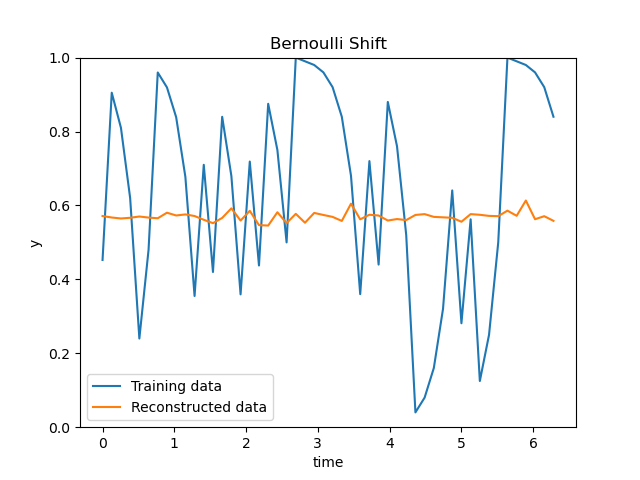 Bernoulli Shift
1.0
0.8
0.6
0.4
0.2
0.0
y
Training data
Reconstructed data
0 1 2 3 4 5 6
time